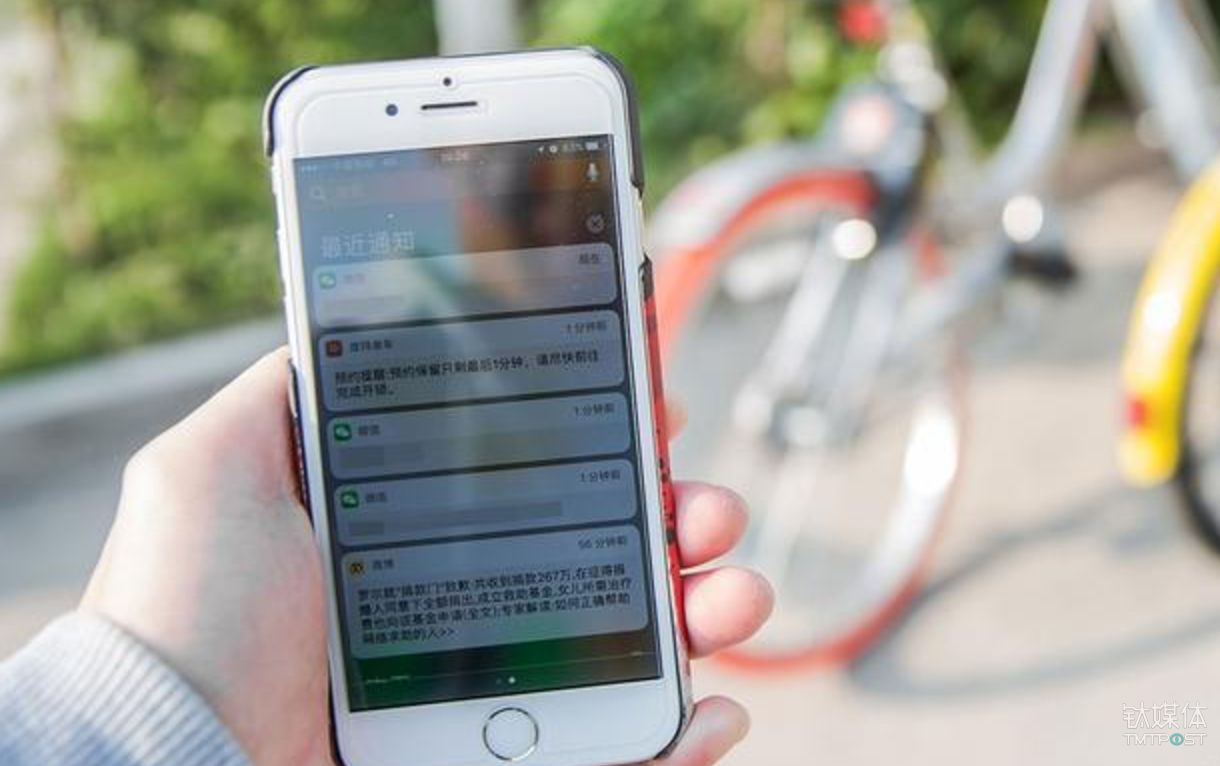 最近通知
微信
现在
摩拜单车
1 分钟前
预约提醒:预约保留只剩最后1分钟，请尽快前往
完成开锁。
微信
1 分钟前
微信
1 分钟前
微博
56 分钟前
罗尔就"捐款门"致歉:共收到捐款267万,在征得捐
赠人同意下全额捐出,成立救助基金,女儿所需治疗
费也向该基金申请(全文);专家解读:如何正确帮助
网络求助的人>>
钛媒体
TMTPOST